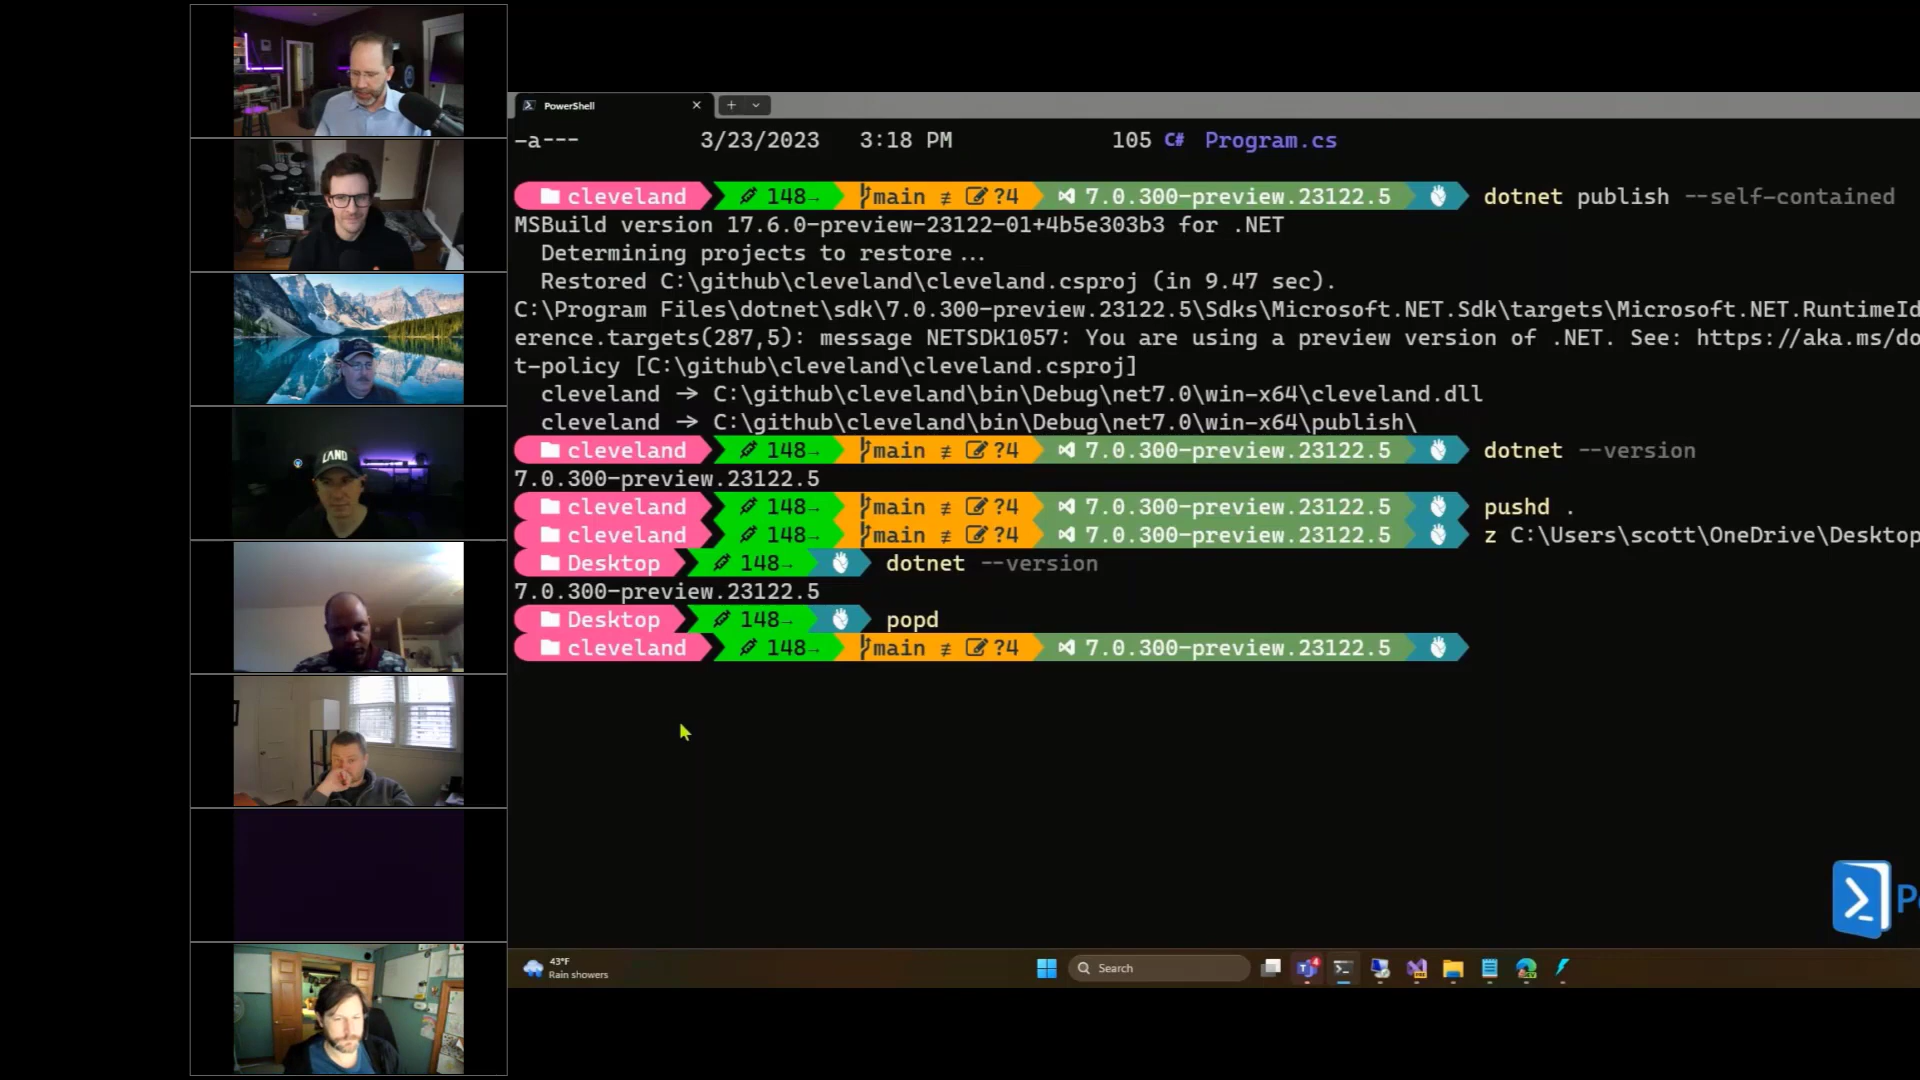 PowerShell
-a--- 3/23/2023 3:18 PM 105 C# Program.cs
cleveland 148→ main ≢ ?4 7.0.300-preview.23122.5 dotnet publish --self-contained
MSBuild version 17.6.0-preview-23122-01+4b5e303b3 for .NET
Determining projects to restore...
Restored C:\github\cleveland\cleveland.csproj (in 9.47 sec).
C:\Program Files\dotnet\sdk\7.0.300-preview.23122.5\Sdks\Microsoft.NET.Sdk\targets\Microsoft.NET.RuntimeId
erence.targets(287,5): message NETSDK1057: You are using a preview version of .NET. See: https://aka.ms/do
t-policy [C:\github\cleveland\cleveland.csproj]
cleveland → C:\github\cleveland\bin\Debug\net7.0\win-x64\cleveland.dll
cleveland → C:\github\cleveland\bin\Debug\net7.0\win-x64\publish\
cleveland 148→ main ≢ ?4 7.0.300-preview.23122.5 dotnet --version
7.0.300-preview.23122.5
cleveland 148→ main ≢ ?4 7.0.300-preview.23122.5 pushd .
cleveland 148→ main ≢ ?4 7.0.300-preview.23122.5 z C:\Users\scott\OneDrive\Desktop
Desktop 148→ dotnet --version
7.0.300-preview.23122.5
Desktop 148→ popd
cleveland 148→ main ≢ ?4 7.0.300-preview.23122.5
LAND
43°F
Rain showers
Search